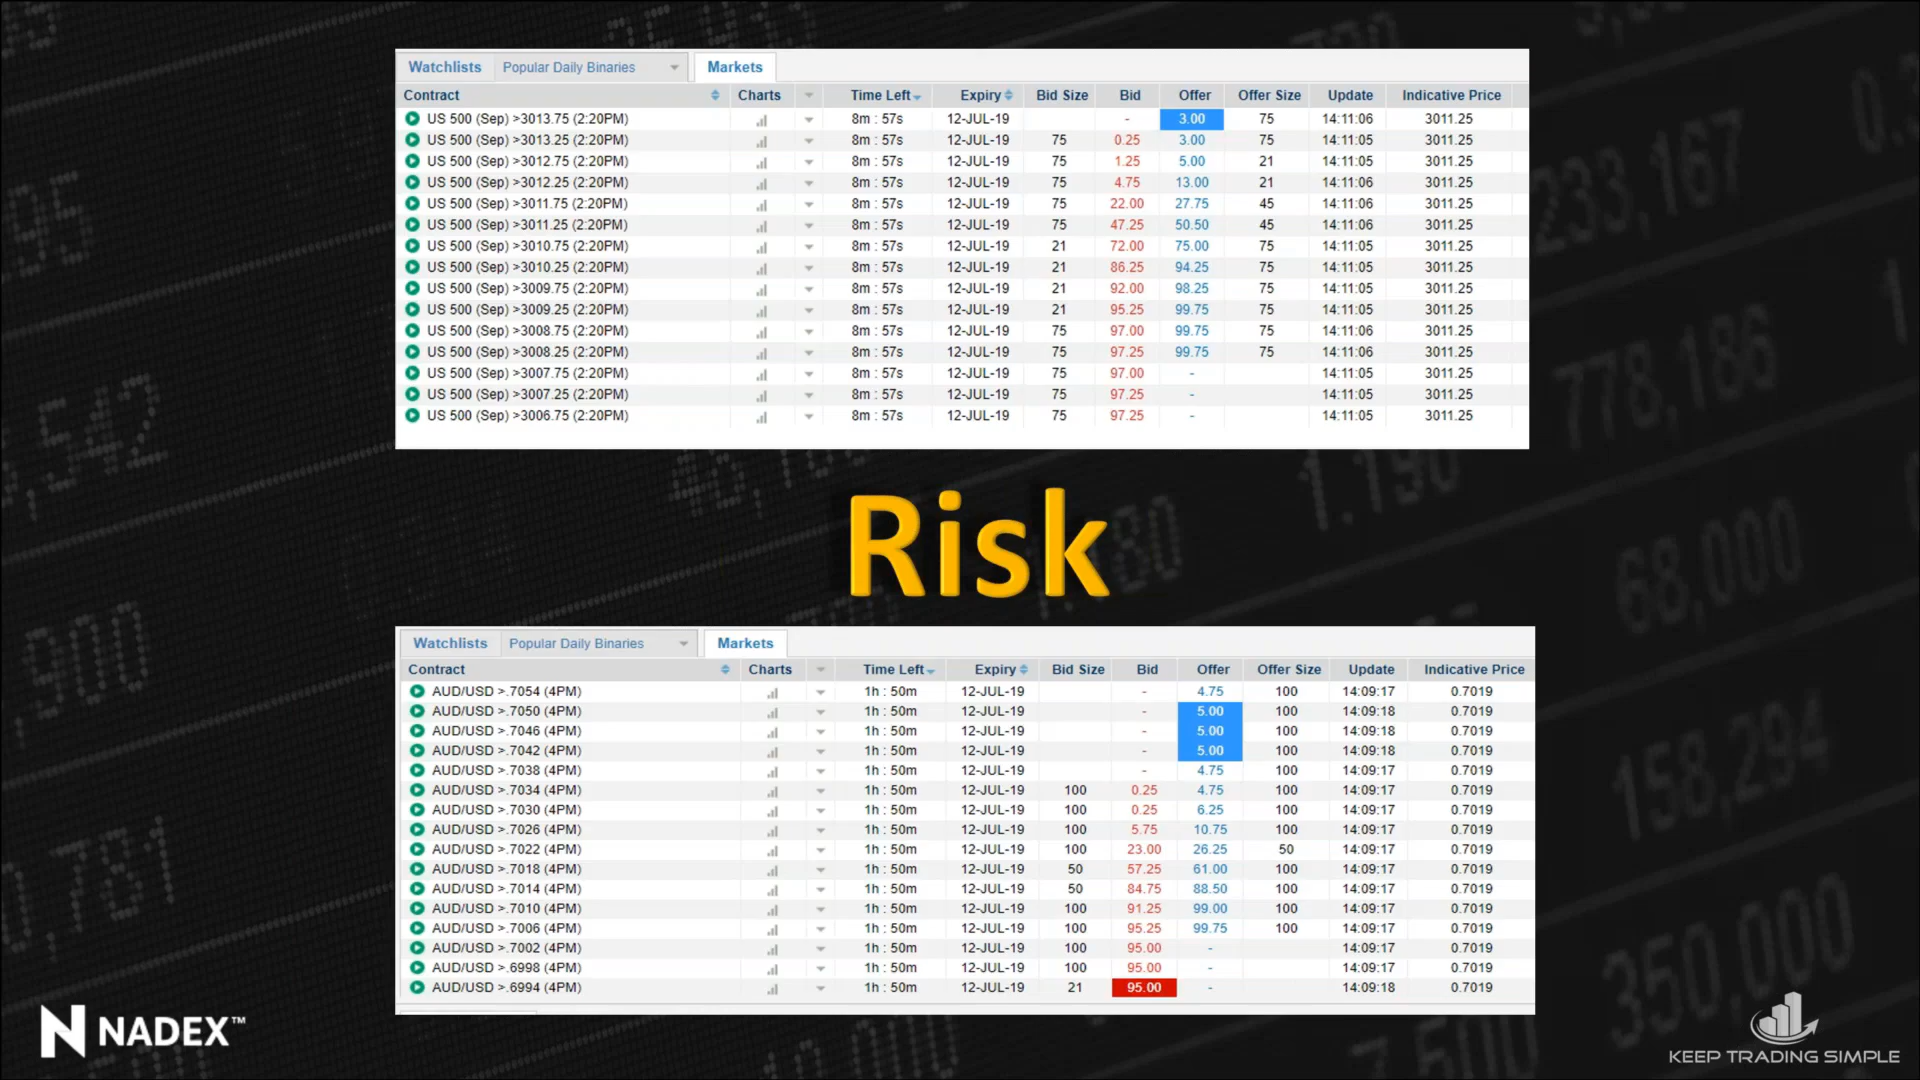 Watchlists Popular Daily Binaries Markets
Contract Charts Time Left Expiry Bid Size Bid Offer Offer Size Update Indicative Price
US 500 (Sep) >3013.75 (2:20PM) 8m : 57s 12-JUL-19 - 3.00 75 14:11:06 3011.25
US 500 (Sep) >3013.25 (2:20PM) 8m : 57s 12-JUL-19 75 0.25 3.00 75 14:11:05 3011.25
US 500 (Sep) >3012.75 (2:20PM) 8m : 57s 12-JUL-19 75 1.25 5.00 21 14:11:05 3011.25
US 500 (Sep) >3012.25 (2:20PM) 8m : 57s 12-JUL-19 75 4.75 13.00 21 14:11:06 3011.25
US 500 (Sep) >3011.75 (2:20PM) 8m : 57s 12-JUL-19 75 22.00 27.75 45 14:11:06 3011.25
US 500 (Sep) >3011.25 (2:20PM) 8m : 57s 12-JUL-19 75 47.25 50.50 45 14:11:06 3011.25
US 500 (Sep) >3010.75 (2:20PM) 8m : 57s 12-JUL-19 21 72.00 75.00 75 14:11:05 3011.25
US 500 (Sep) >3010.25 (2:20PM) 8m : 57s 12-JUL-19 21 86.25 94.25 75 14:11:05 3011.25
US 500 (Sep) >3009.75 (2:20PM) 8m : 57s 12-JUL-19 21 92.00 98.25 75 14:11:05 3011.25
US 500 (Sep) >3009.25 (2:20PM) 8m : 57s 12-JUL-19 21 95.25 99.75 75 14:11:05 3011.25
US 500 (Sep) >3008.75 (2:20PM) 8m : 57s 12-JUL-19 75 97.00 99.75 75 14:11:06 3011.25
US 500 (Sep) >3008.25 (2:20PM) 8m : 57s 12-JUL-19 75 97.25 99.75 75 14:11:06 3011.25
US 500 (Sep) >3007.75 (2:20PM) 8m : 57s 12-JUL-19 75 97.00 - 14:11:05 3011.25
US 500 (Sep) >3007.25 (2:20PM) 8m : 57s 12-JUL-19 75 97.25 - 14:11:05 3011.25
US 500 (Sep) >3006.75 (2:20PM) 8m : 57s 12-JUL-19 75 97.25 - 14:11:05 3011.25
Risk
Watchlists Popular Daily Binaries Markets
Contract Charts Time Left Expiry Bid Size Bid Offer Offer Size Update Indicative Price
AUD/USD >.7054 (4PM) 1h : 50m 12-JUL-19 - 4.75 100 14:09:17 0.7019
AUD/USD >.7050 (4PM) 1h : 50m 12-JUL-19 - 5.00 100 14:09:18 0.7019
AUD/USD >.7046 (4PM) 1h : 50m 12-JUL-19 - 5.00 100 14:09:18 0.7019
AUD/USD >.7042 (4PM) 1h : 50m 12-JUL-19 - 5.00 100 14:09:18 0.7019
AUD/USD >.7038 (4PM) 1h : 50m 12-JUL-19 - 4.75 100 14:09:17 0.7019
AUD/USD >.7034 (4PM) 1h : 50m 12-JUL-19 100 0.25 4.75 100 14:09:17 0.7019
AUD/USD >.7030 (4PM) 1h : 50m 12-JUL-19 100 0.25 6.25 100 14:09:17 0.7019
AUD/USD >.7026 (4PM) 1h : 50m 12-JUL-19 100 5.75 10.75 100 14:09:17 0.7019
AUD/USD >.7022 (4PM) 1h : 50m 12-JUL-19 100 23.00 26.25 50 14:09:17 0.7019
AUD/USD >.7018 (4PM) 1h : 50m 12-JUL-19 50 57.25 61.00 100 14:09:17 0.7019
AUD/USD >.7014 (4PM) 1h : 50m 12-JUL-19 50 84.75 88.50 100 14:09:17 0.7019
AUD/USD >.7010 (4PM) 1h : 50m 12-JUL-19 100 91.25 99.00 100 14:09:17 0.7019
AUD/USD >.7006 (4PM) 1h : 50m 12-JUL-19 100 95.25 99.75 100 14:09:17 0.7019
AUD/USD >.7002 (4PM) 1h : 50m 12-JUL-19 100 95.00 - 14:09:17 0.7019
AUD/USD >.6998 (4PM) 1h : 50m 12-JUL-19 100 95.00 - 14:09:17 0.7019
AUD/USD >.6994 (4PM) 1h : 50m 12-JUL-19 21 95.00 - 14:09:18 0.7019
NADEX™
KEEP TRADING SIMPLE
233,167
778,186
1.190
68,000
158,294
350,000